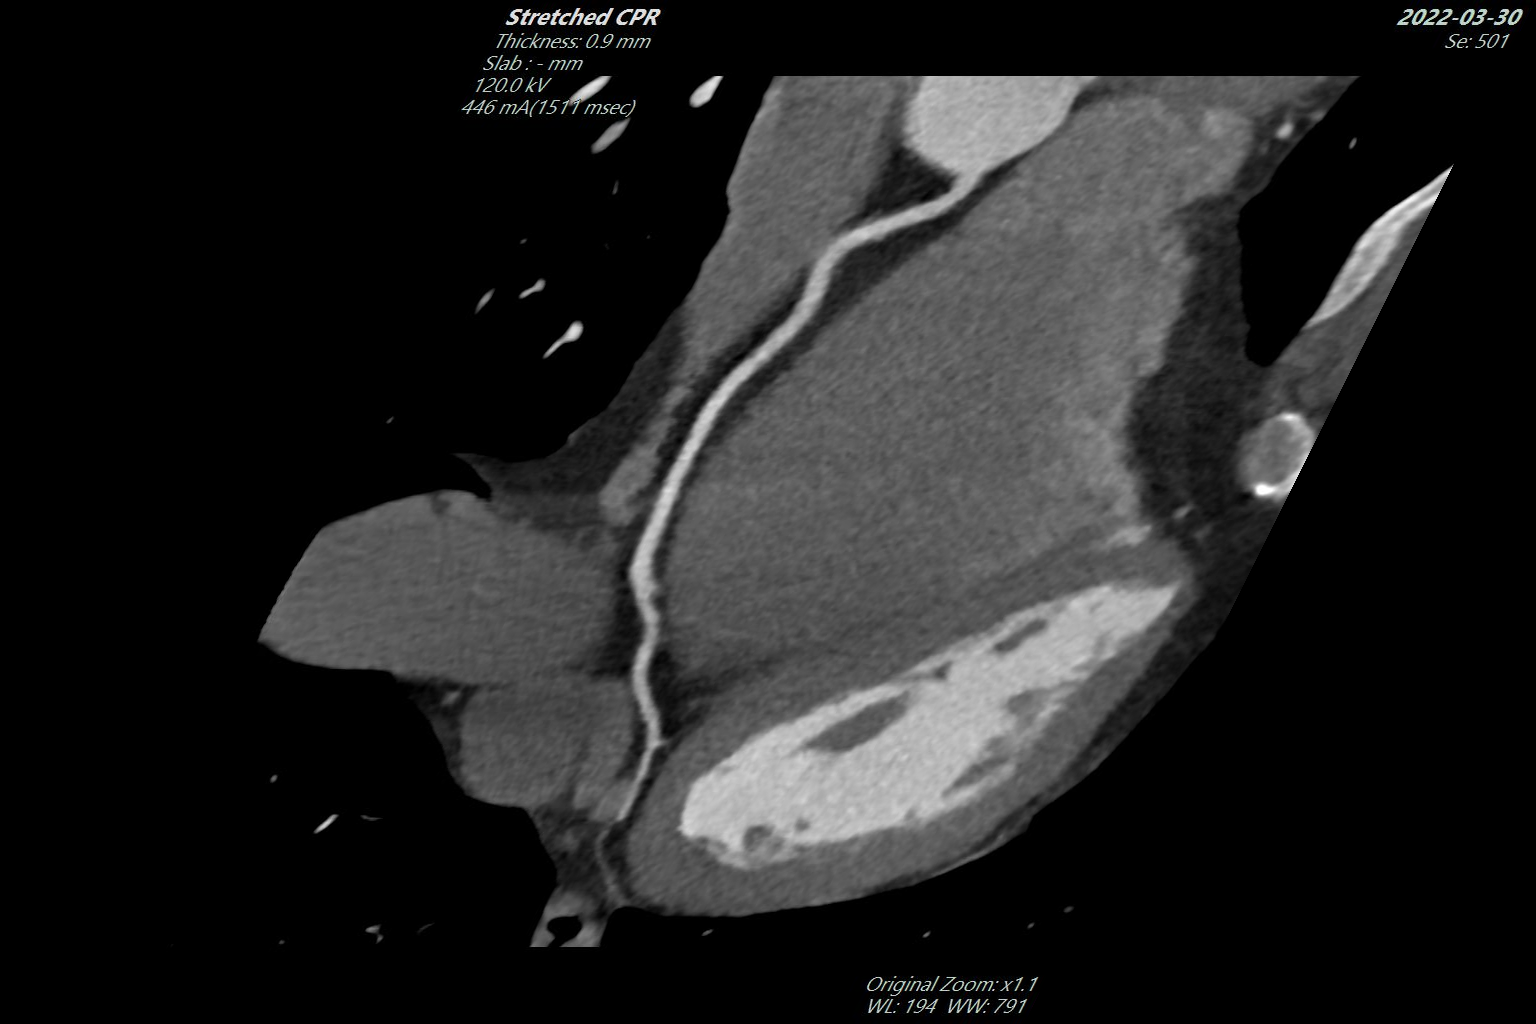 Stretched CPR
Thickness: 0.9 mm
Slab : - mm
120.0 kV
446 mA(1511 msec)
2022-03-30
Se: 501
Original Zoom: x1.1
WL: 194 WW: 791